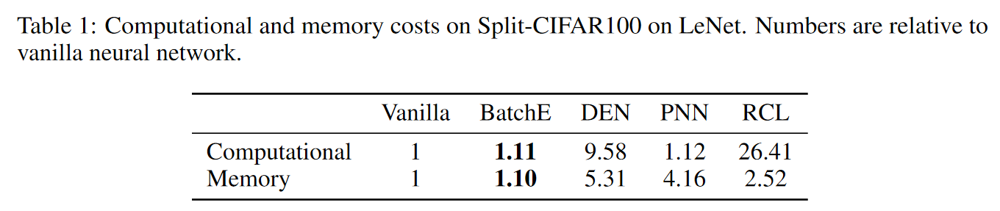 Table 1: Computational and memory costs on Split-CIFAR100 on LeNet. Numbers are relative to
vanilla neural network.
Vanilla BatchE DEN PNN RCL
Computational 1 1.11 9.58 1.12 26.41
Memory 1 1.10 5.31 4.16 2.52